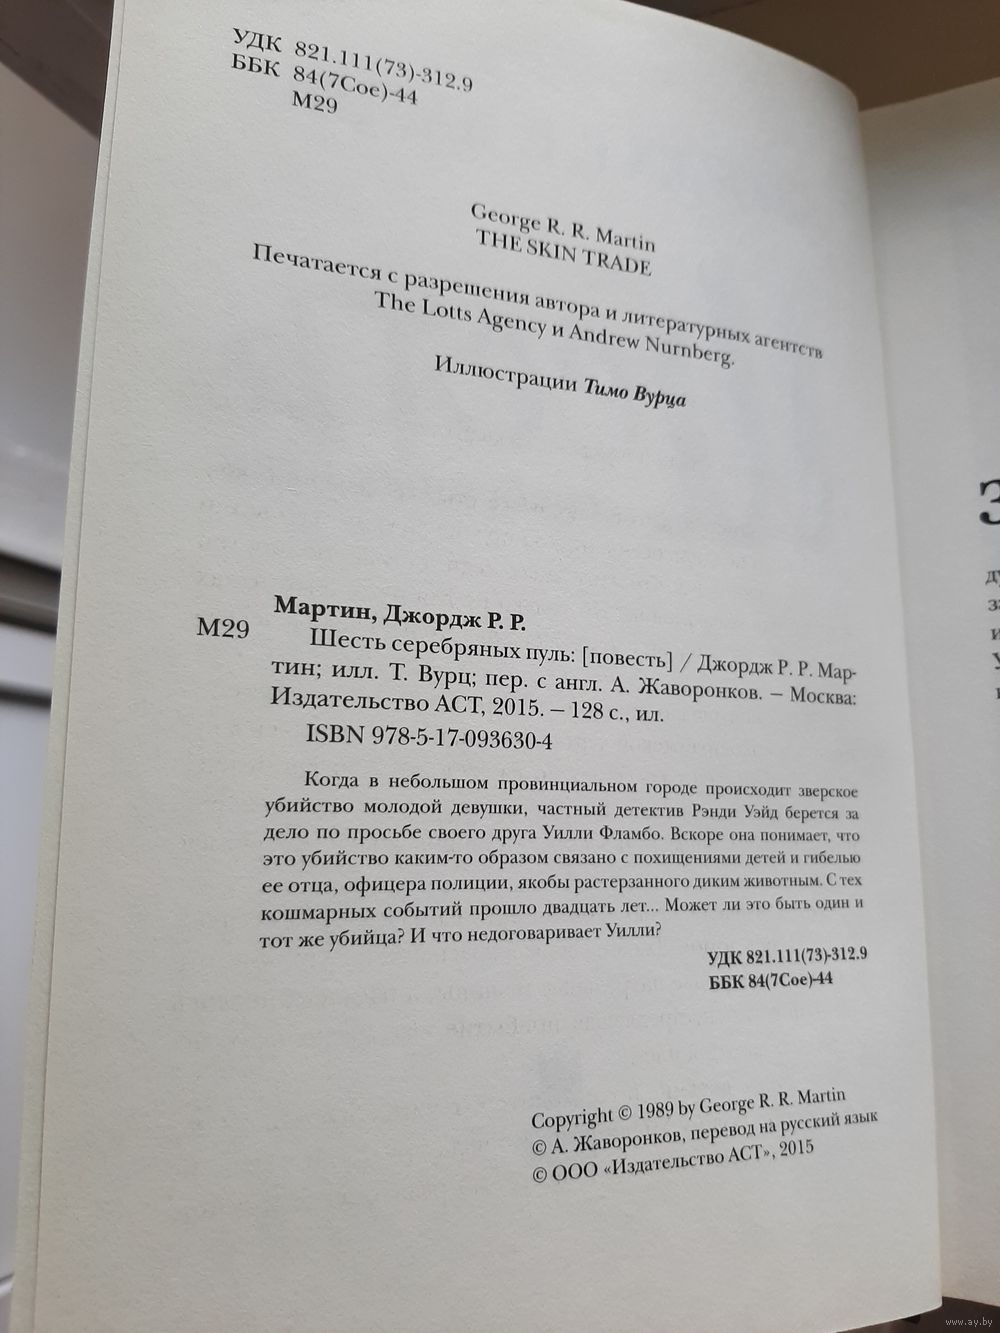 УДК 821.111(73)-312.9
ББК 84(7Сое)-44
М29
George R. R. Martin
THE SKIN TRADE
Печатается с разрешения автора и литературных агентств
The Lotts Agency и Andrew Nurnberg.
Иллюстрации Тимо Вурца
Мартин, Джордж Р. Р.
М29
Шесть серебряных пуль: [повесть] / Джордж Р. Р. Мар-
тин; илл. Т. Вурц; пер. с англ. А. Жаворонков. – Москва:
Издательство АСТ, 2015. – 128 с., ил.
ISBN 978-5-17-093630-4
Когда в небольшом провинциальном городе происходит зверское
убийство молодой девушки, частный детектив Рэнди Уэйд берется за
дело по просьбе своего друга Уилли Фламбо. Вскоре она понимает, что
это убийство каким-то образом связано с похищениями детей и гибелью
ее отца, офицера полиции, якобы растерзанного диким животным. С тех
кошмарных событий прошло двадцать лет... Может ли это быть один и
тот же убийца? И что недоговаривает Уилли?
УДК 821.111(73)-312.9
ББК 84(7Сое)-44
Copyright © 1989 by George R. R. Martin
© А. Жаворонков, перевод на русский язык
© ООО «Издательство АСТ», 2015
www.ay.by